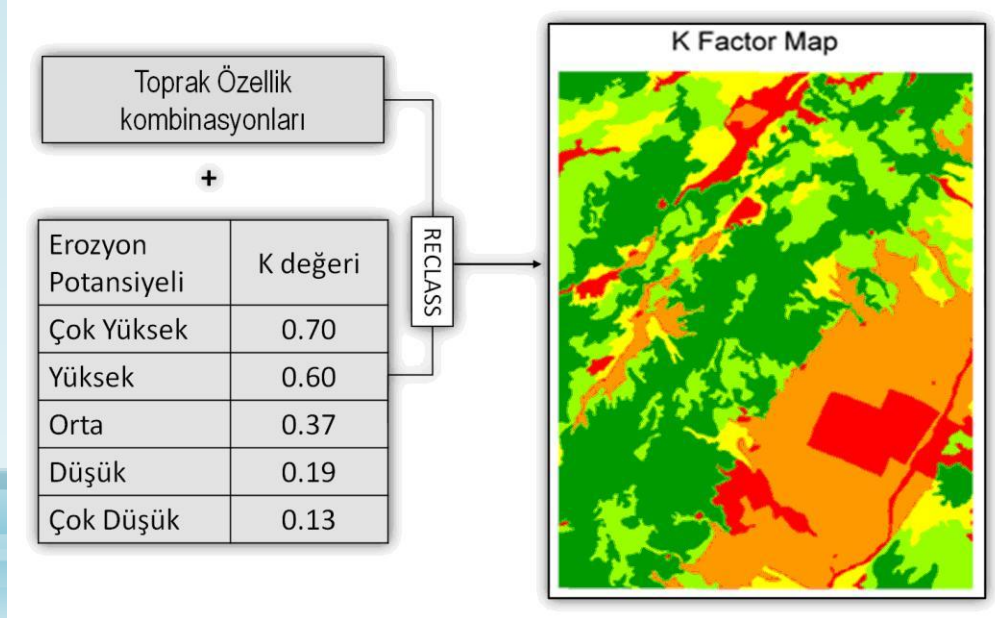 Toprak Özellik
kombinasyonları
+
Erozyon
Potansiyeli
K değeri
Çok Yüksek 0.70
Yüksek 0.60
Orta 0.37
Düşük 0.19
Çok Düşük 0.13
RECLASS
K Factor Map